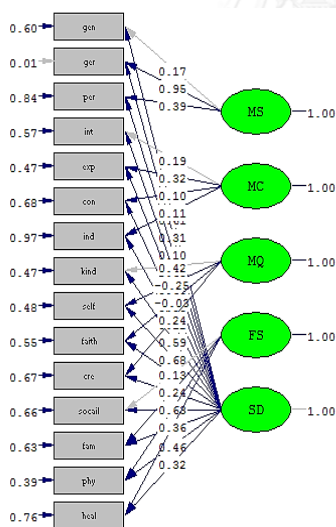 0.60 gen
0.01 ger
0.84 per
0.57 int
0.47 exp
0.68 con
0.97 ind
0.47 kind
0.48 self
0.55 faith
0.67 cre
0.66 socail
0.63 fam
0.39 phy
0.76 heal
0.17
0.95
0.39
0.19
0.32
0.10
0.11
0.31
0.10
0.42
-0.25
-0.03
0.24
0.59
0.68
0.13
0.24
0.63
0.36
0.46
0.32
MS 1.00
MC 1.00
MQ 1.00
FS 1.00
SD 1.00